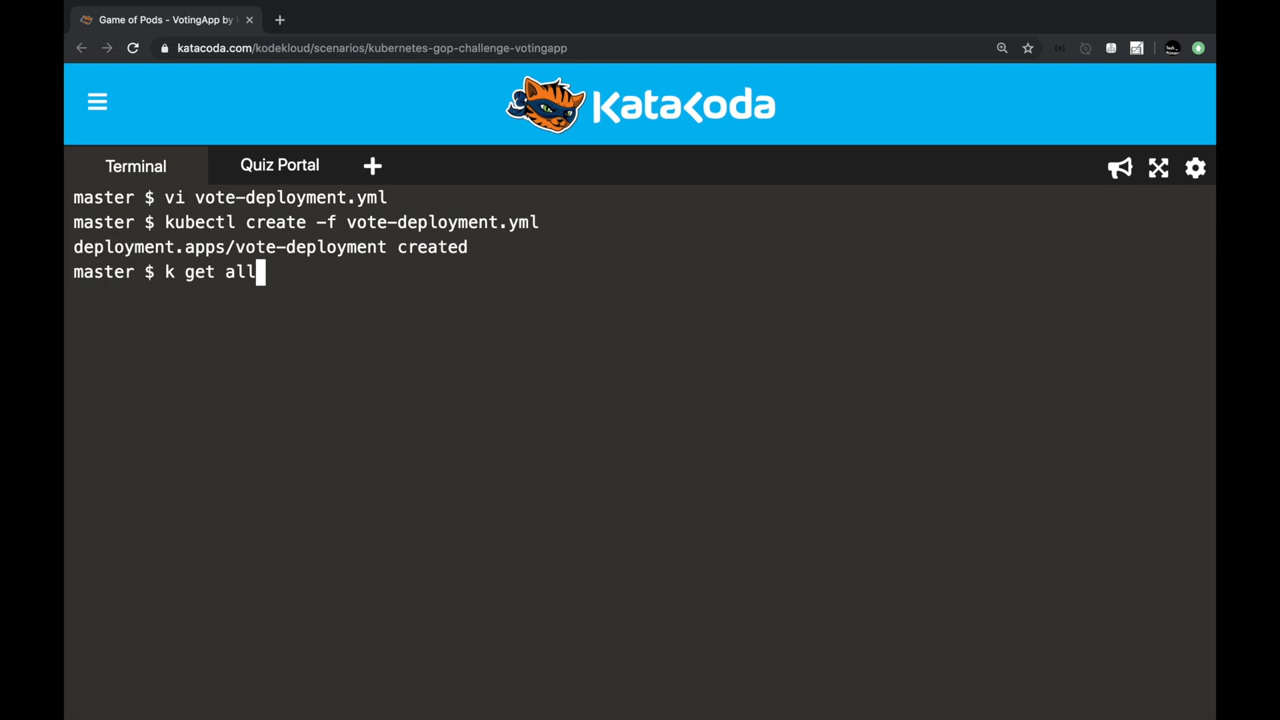 Game of Pods - VotingApp by
katacoda.com/kodekloud/scenarios/kubernetes-gop-challenge-votingapp
KataKoda
Terminal
Quiz Portal
master $ vi vote-deployment.yml
master $ kubectl create -f vote-deployment.yml
deployment.apps/vote-deployment created
master $ k get all